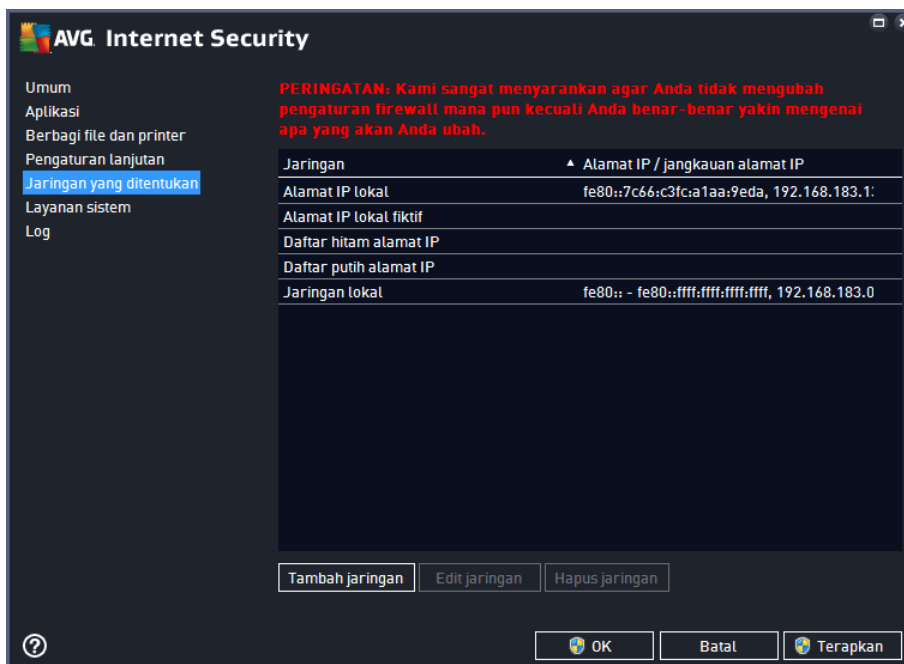 AVG Internet Security
Umum
Aplikasi
Berbagi file dan printer
Pengaturan lanjutan
Jaringan yang ditentukan
Layanan sistem
Log
PERINGATAN: Kami sangat menyarankan agar Anda tidak mengubah
pengaturan firewall mana pun kecuali Anda benar-benar yakin mengenai
apa yang akan Anda ubah.
Jaringan Alamat IP / jangkauan alamat IP
Alamat IP lokal fe80::7c66:c3fc:a1aa:9eda, 192.168.183.1
Alamat IP lokal fiktif
Daftar hitam alamat IP
Daftar putih alamat IP
Jaringan lokal fe80:: - fe80::ffff:ffff:ffff:ffff, 192.168.183.0
Tambah jaringan Edit jaringan Hapus jaringan
OK Batal Terapkan